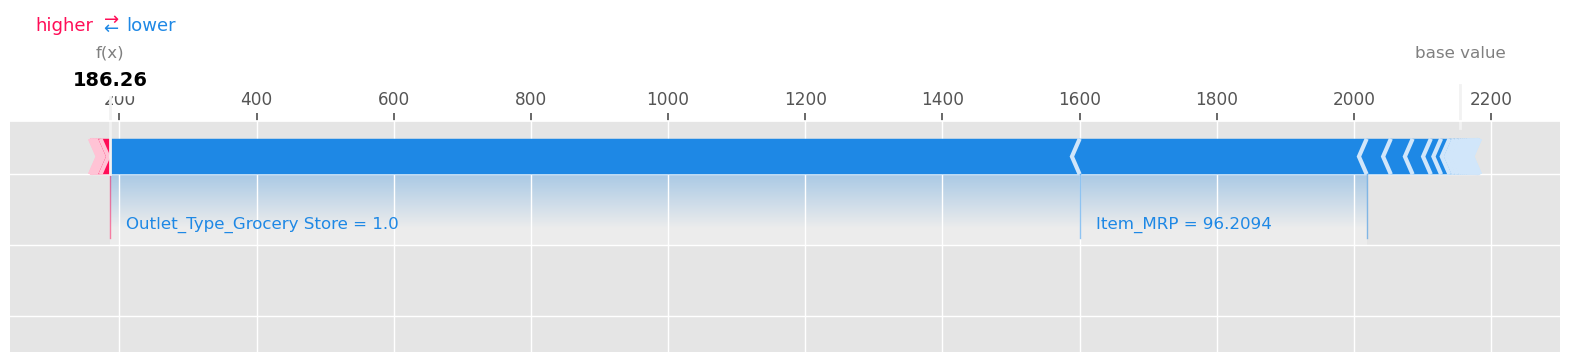 higher ⇄ lower
f(x) base value
186.26
200 400 600 800 1000 1200 1400 1600 1800 2000 2200
Outlet_Type_Grocery Store = 1.0 Item_MRP = 96.2094